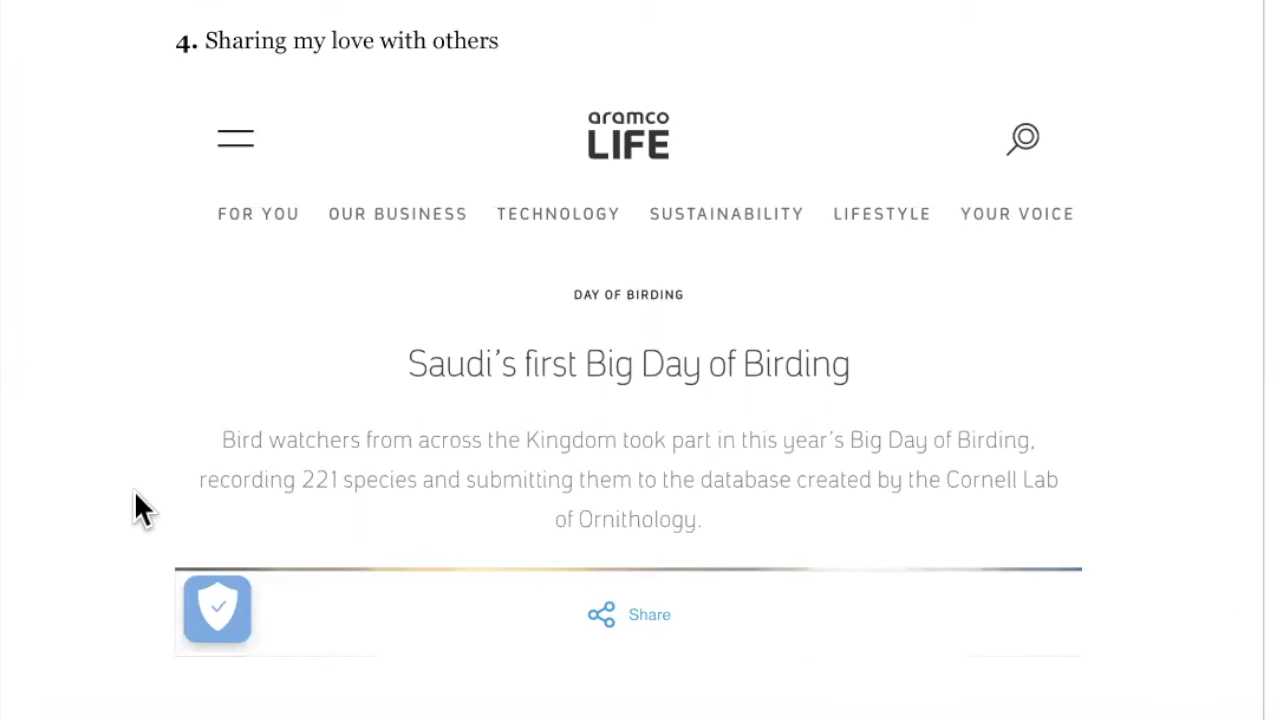 4. Sharing my love with others
aramco
LIFE
FOR YOU OUR BUSINESS TECHNOLOGY SUSTAINABILITY LIFESTYLE YOUR VOICE
DAY OF BIRDING
Saudi’s first Big Day of Birding
Bird watchers from across the Kingdom took part in this year’s Big Day of Birding,
recording 221 species and submitting them to the database created by the Cornell Lab
of Ornithology.
Share